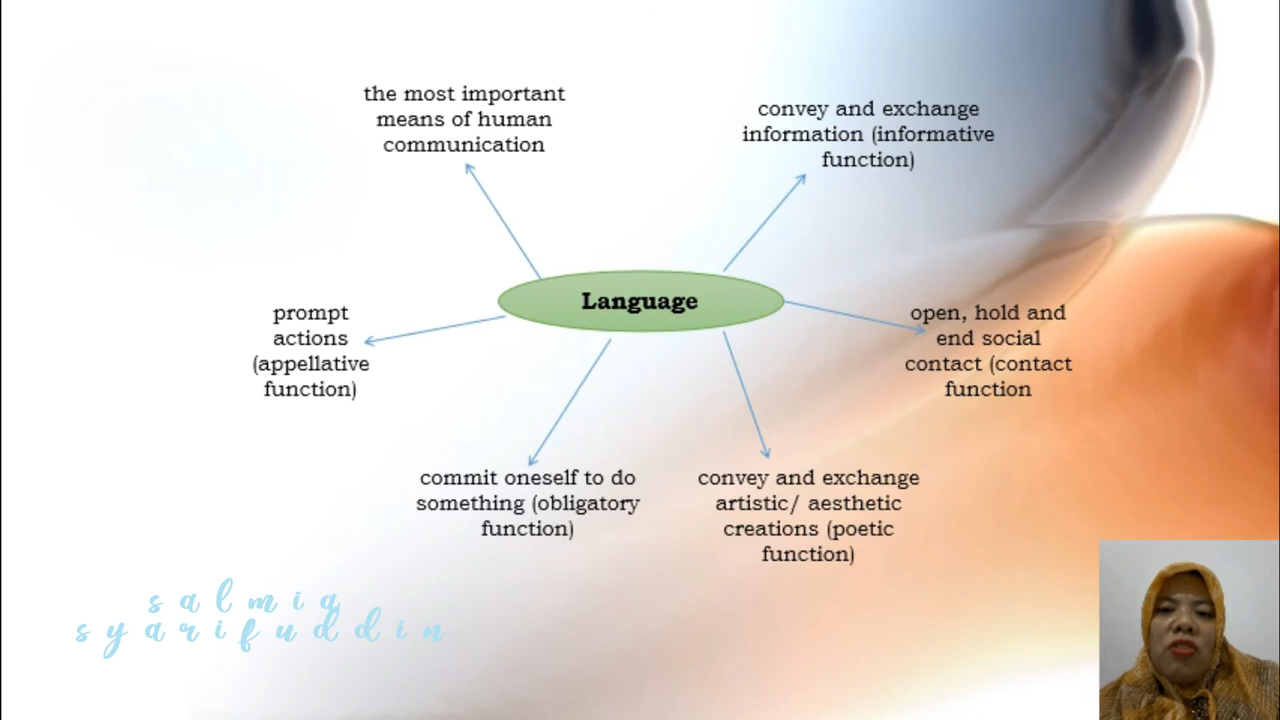 the most important
means of human
communication
convey and exchange
information (informative
function)
Language
prompt
actions
(appellative
function)
open, hold and
end social
contact (contact
function
commit oneself to do
something (obligatory
function)
convey and exchange
artistic/ aesthetic
creations (poetic
function)
salmia
syarifuddin